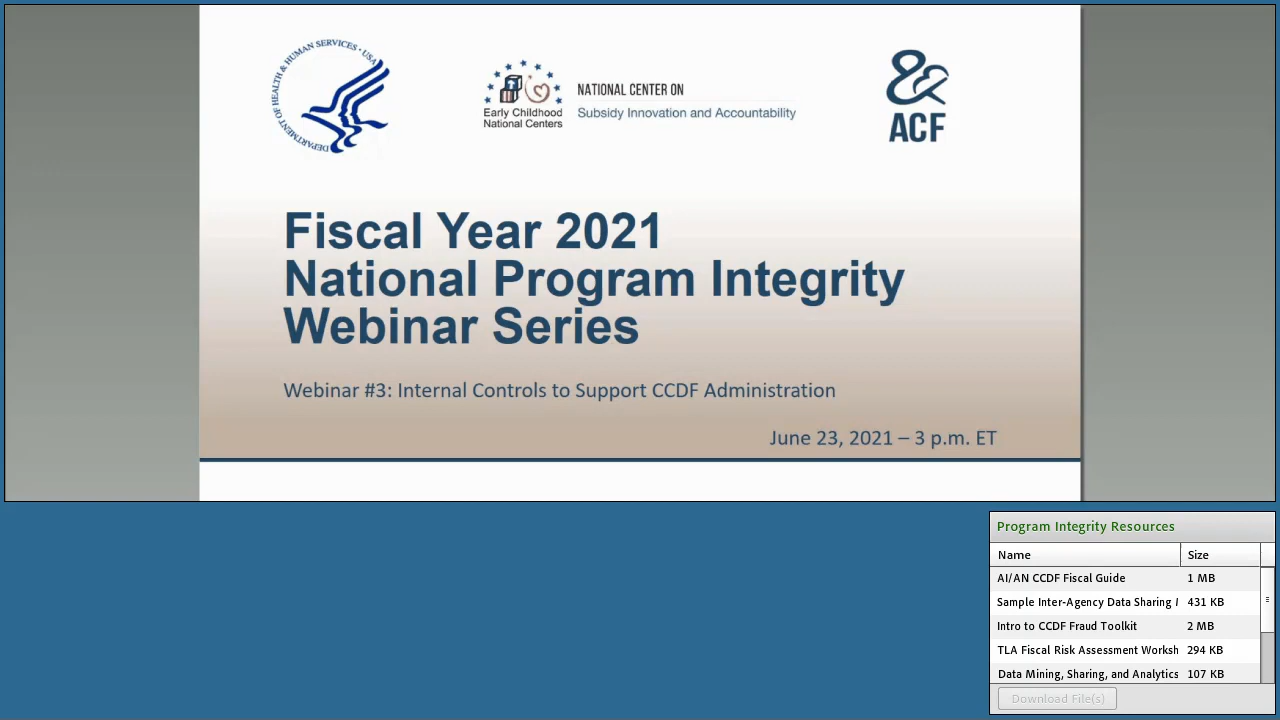 DEPARTMENT OF HEALTH & HUMAN SERVICES • USA
Early Childhood
National Centers
NATIONAL CENTER ON
Subsidy Innovation and Accountability
ACF
Fiscal Year 2021
National Program Integrity
Webinar Series
Webinar #3: Internal Controls to Support CCDF Administration
June 23, 2021 – 3 p.m. ET
Program Integrity Resources
Name Size
AI/AN CCDF Fiscal Guide 1 MB
Sample Inter-Agency Data Sharing 431 KB
Intro to CCDF Fraud Toolkit 2 MB
TLA Fiscal Risk Assessment Worksh 294 KB
Data Mining, Sharing, and Analytics 107 KB
Download File(s)